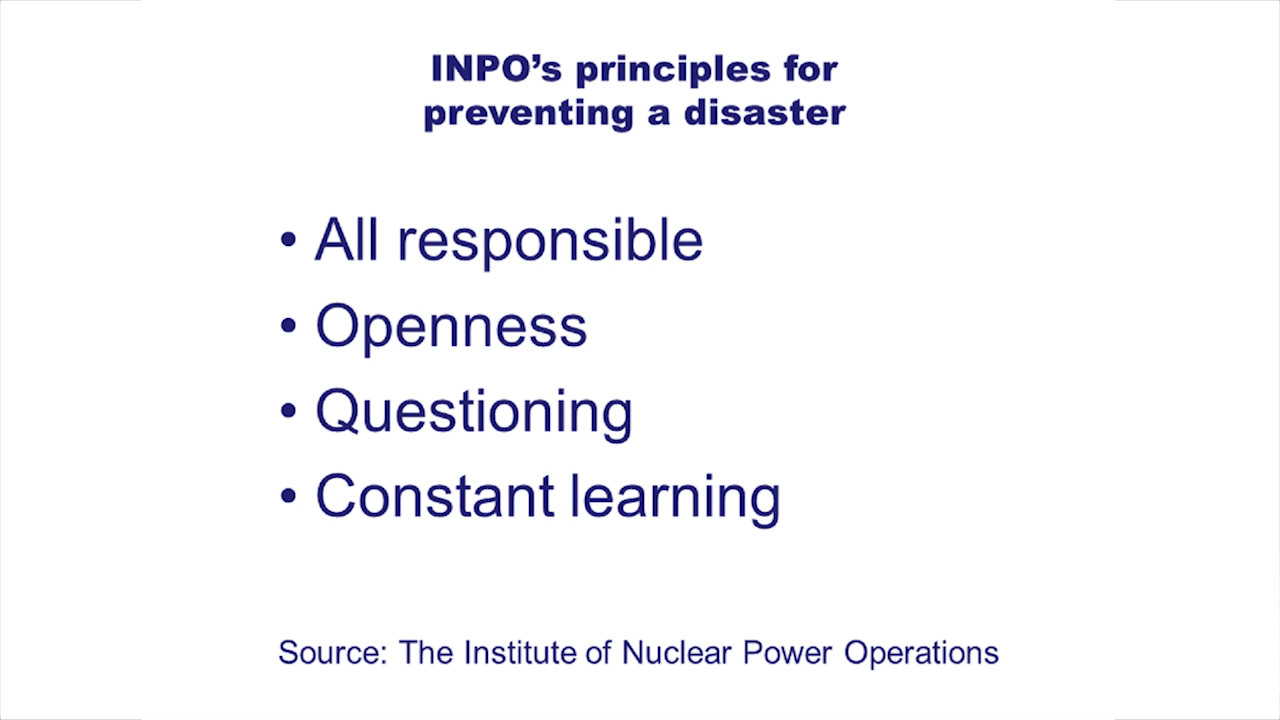 INPO’s principles for
preventing a disaster
• All responsible
• Openness
• Questioning
• Constant learning
Source: The Institute of Nuclear Power Operations